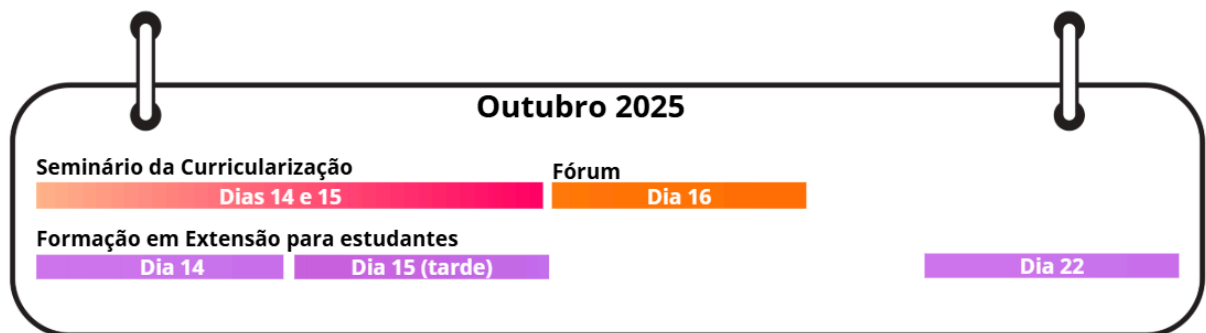 Outubro 2025
Seminário da Curricularização
Dias 14 e 15
Fórum
Dia 16
Formação em Extensão para estudantes
Dia 14
Dia 15 (tarde)
Dia 22